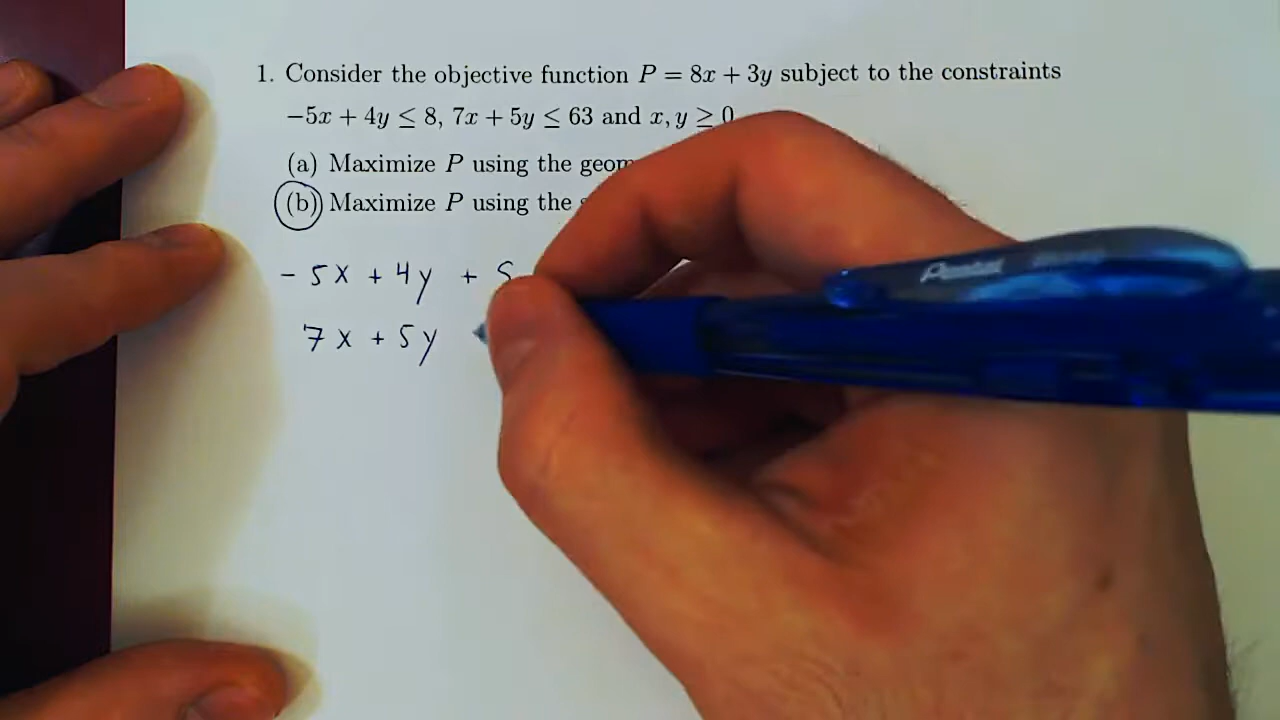 1. Consider the objective function P = 8x + 3y subject to the constraints
−5x + 4y ≤ 8, 7x + 5y ≤ 63 and x, y ≥ 0
(a) Maximize P using the geom
(b) Maximize P using the
- 5x + 4y + S
7x + 5y
Pentel